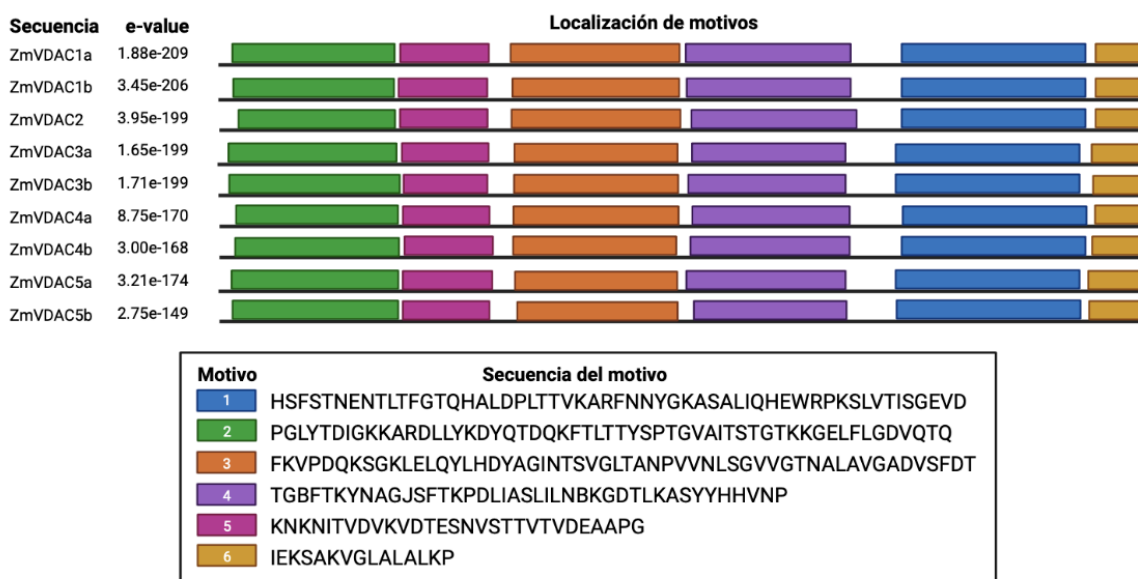 Secuencia e-value Localización de motivos
ZmVDAC1a 1.88e-209
ZmVDAC1b 3.45e-206
ZmVDAC2 3.95e-199
ZmVDAC3a 1.65e-199
ZmVDAC3b 1.71e-199
ZmVDAC4a 8.75e-170
ZmVDAC4b 3.00e-168
ZmVDAC5a 3.21e-174
ZmVDAC5b 2.75e-149
Motivo Secuencia del motivo
1 HSFSTNENTLTFGTQHALDPLTTVKARFNNYGKASALIQHEWRPKSLVTISGEVD
2 PGLYTDIGKKARDLLYKDYQTDQKFTLTTYSPTGVAITSTGTKKGELFLGDVQTQ
3 FKVPDQKSGKLELQYLHDYAGINTSVGLTANPVVNLSGVVGTNALAVGADVSFDT
4 TGBFTKYNAGJSFTKPDLIASLILNBKGDTLKASYYHHVNP
5 KNKNITVDVKVDTESNVSTTVTVDEAAPG
6 IEKSAKVGLALALKP